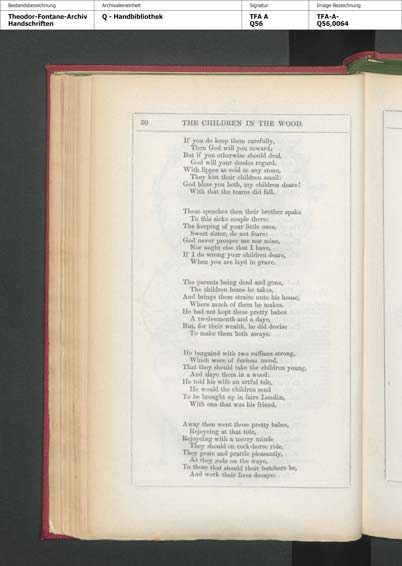 Bestandsbezeichnung
Archivalieneinheit
Signatur
Image-Bezeichnung
Theodor-Fontane-Archiv
Handschriften
Q - Handbibliothek
TFA A
Q56
TFA-A-
Q56,0064
50 THE CHILDREN IN THE WOOD.
If you do keep them carefully,
Then God will you reward;
But if you otherwise should deal,
God will your deedes regard.
With lippes as cold as any stone,
They kist their children small:
God bless you both, my children deare!
With that the teares did fall.
These speeches then their brother spake
To this sicke couple there:
The keeping of your little ones,
Sweet sister, do not feare:
God never prosper me nor mine,
Nor aught else that I have,
If I do wrong your children deare,
When you are layd in grave.
The parents being dead and gone,
The children home he takes,
And brings them straite unto his house,
Where much of them he makes.
He had not kept these pretty babes
A twelvemonth and a daye,
But, for their wealth, he did devise
To make them both awaye.
He bargaind with two ruffians strong,
Which were of furious mood,
That they should take the children young,
And slaye them in a wood:
He told his wife an artful tale,
He would the children send
To be brought up in faire Londòn,
With one that was his friend.
Away then went those pretty babes,
Rejoycing at that tide,
Rejoycing with a merry minde
They should on cock-horse ride.
They prate and prattle pleasantly,
As they rode on the waye,
To those that should their butchers be,
And work their lives decaye: